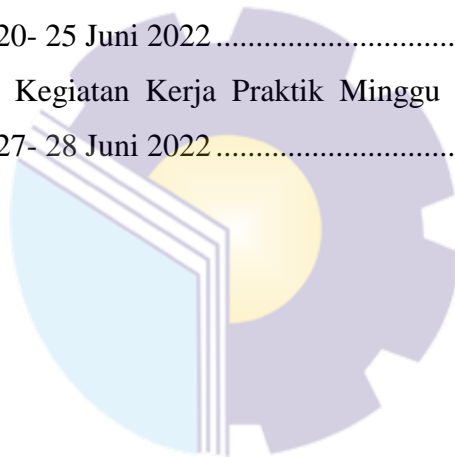 20- 25 Juni 2022 ....................................
Kegiatan Kerja Praktik Minggu
27- 28 Juni 2022 ....................................